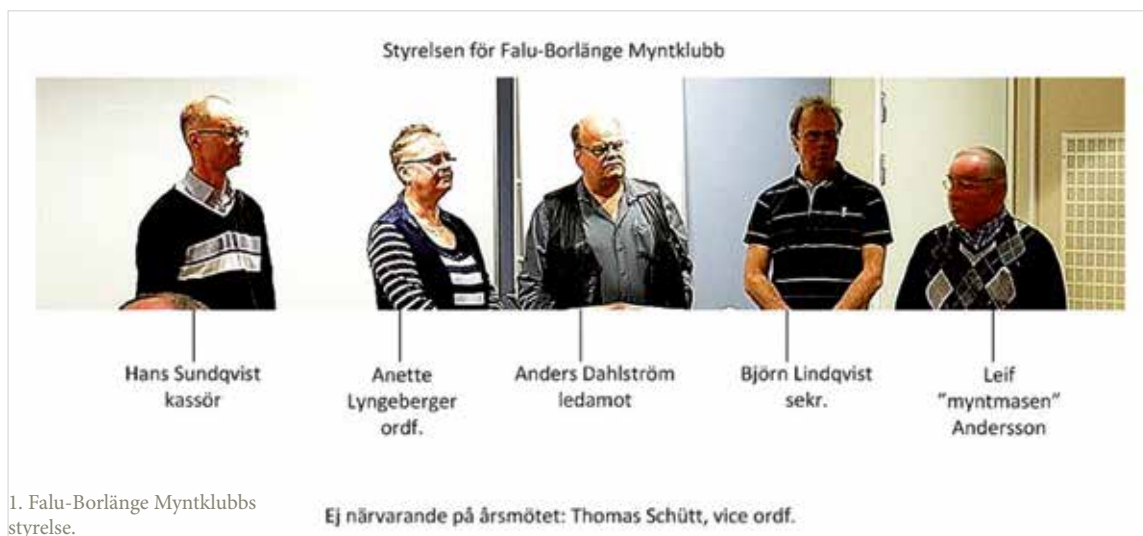 Styrelsen för Falu-Borlänge Myntklubb
Hans Sundqvist
kassör
Anette
Lyngeberger
ordf.
Anders Dahlström
ledamot
Björn Lindqvist
sekr.
Leif
”myntmasen”
Andersson
1. Falu-Borlänge Myntklubbs
styrelse.
Ej närvarande på årsmötet: Thomas Schütt, vice ordf.